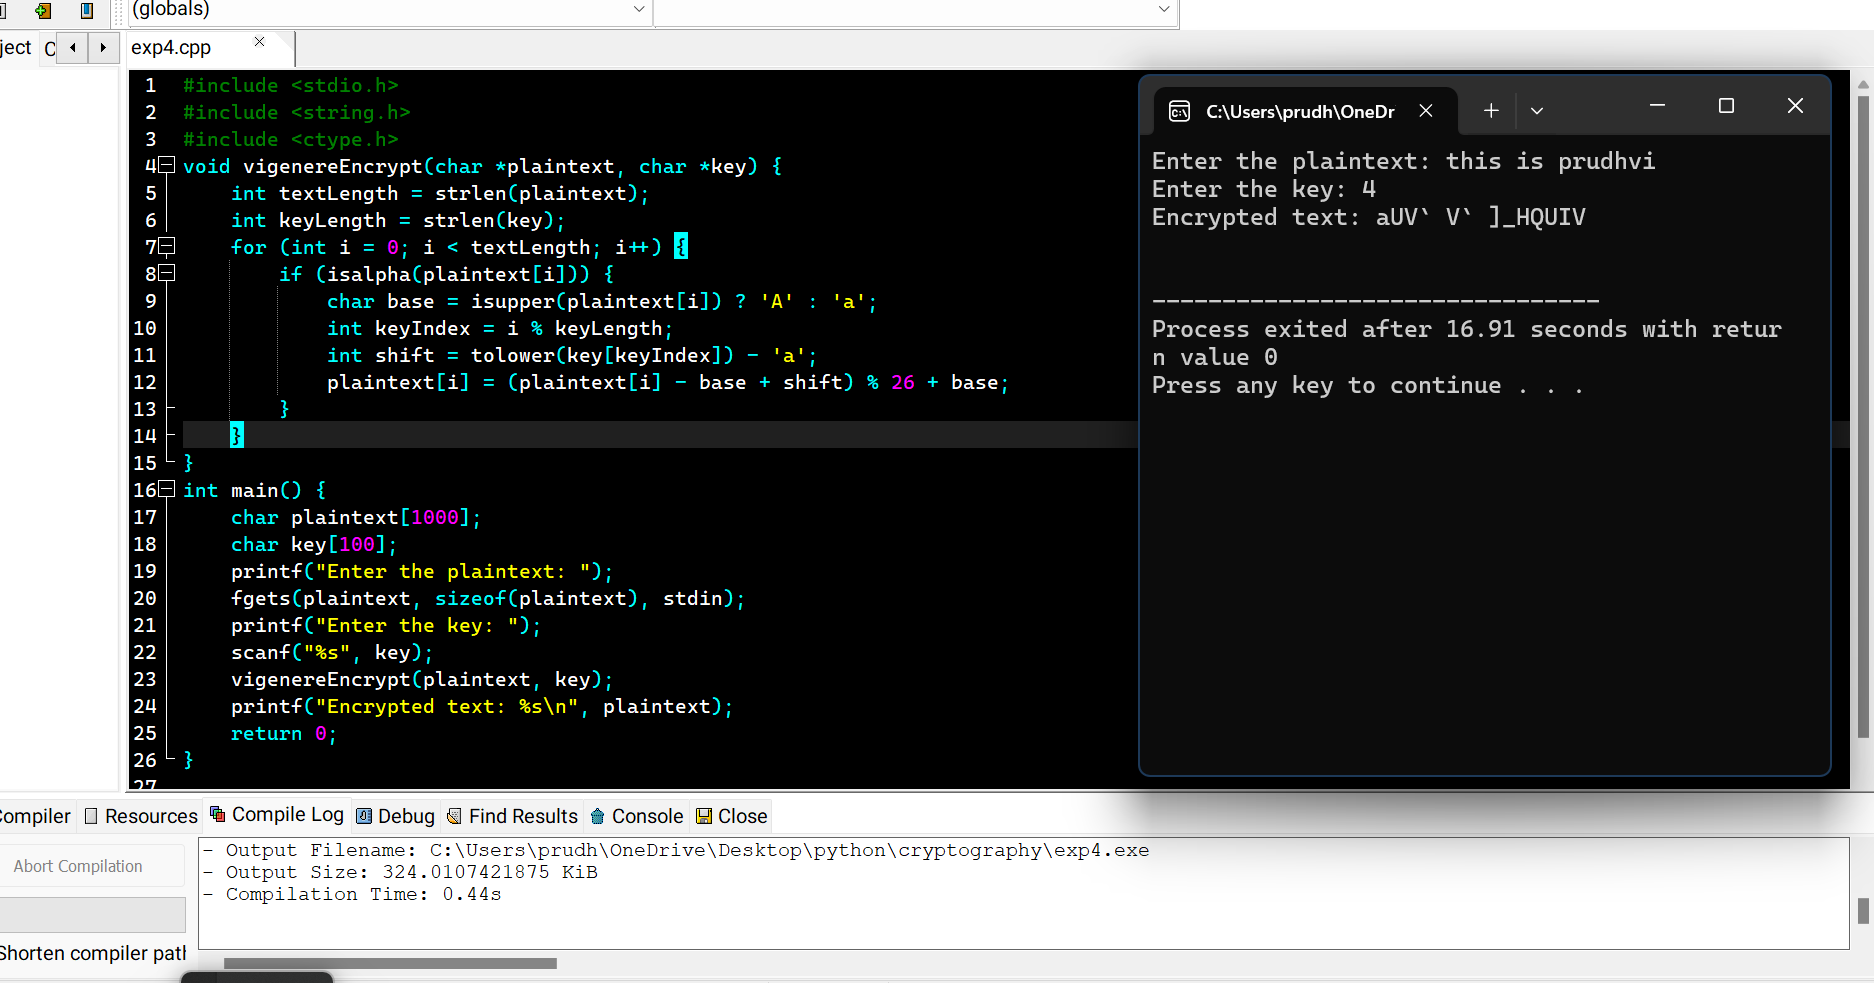 (globals)
ject
exp4.cpp
1 #include <stdio.h>
2 #include <string.h>
3 #include <ctype.h>
4 void vigenereEncrypt(char *plaintext, char *key) {
5 int textLength = strlen(plaintext);
6 int keyLength = strlen(key);
7 for (int i = 0; i < textLength; i++) {
8 if (isalpha(plaintext[i])) {
9 char base = isupper(plaintext[i]) ? 'A' : 'a';
10 int keyIndex = i % keyLength;
11 int shift = tolower(key[keyIndex]) - 'a';
12 plaintext[i] = (plaintext[i] - base + shift) % 26 + base;
13 }
14 }
15 }
16 int main() {
17 char plaintext[1000];
18 char key[100];
19 printf("Enter the plaintext: ");
20 fgets(plaintext, sizeof(plaintext), stdin);
21 printf("Enter the key: ");
22 scanf("%s", key);
23 vigenereEncrypt(plaintext, key);
24 printf("Encrypted text: %s\n", plaintext);
25 return 0;
26 }
27
C:\Users\prudh\OneDr
Enter the plaintext: this is prudhvi
Enter the key: 4
Encrypted text: aUV` V` ]_HQUIV
--------------------------------
Process exited after 16.91 seconds with retur
n value 0
Press any key to continue . . .
ompiler Resources Compile Log Debug Find Results Console Close
Abort Compilation
Shorten compiler path
- Output Filename: C:\Users\prudh\OneDrive\Desktop\python\cryptography\exp4.exe
- Output Size: 324.0107421875 KiB
- Compilation Time: 0.44s